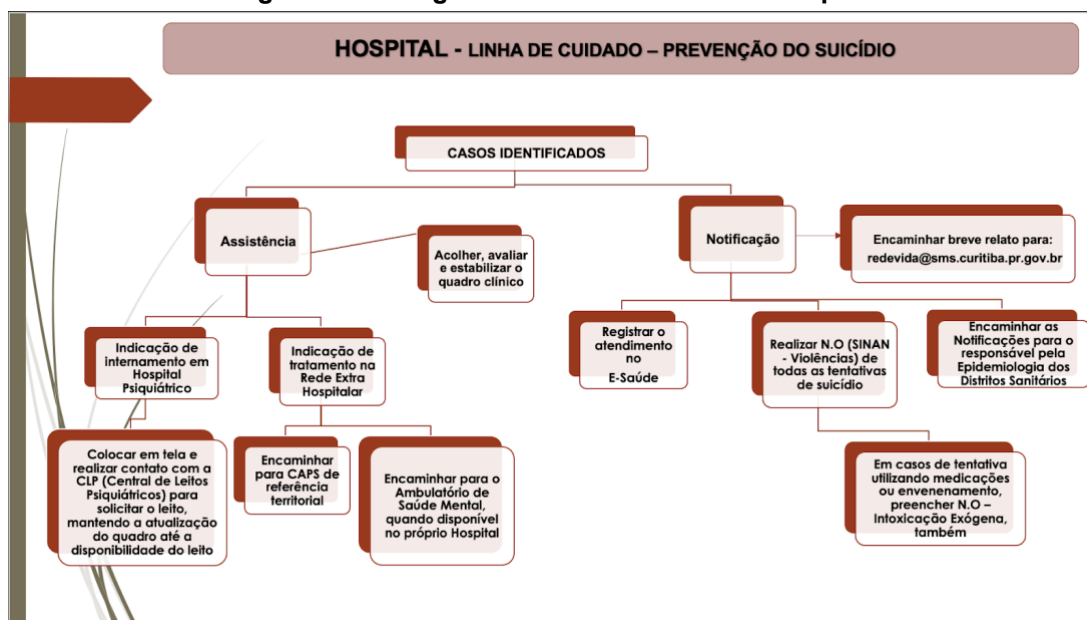 HOSPITAL - LINHA DE CUIDADO – PREVENÇÃO DO SUICÍDIO
CASOS IDENTIFICADOS
Assistência
Acolher, avaliar
e estabilizar o
quadro clínico
Notificação
Encaminhar breve relato para:
redevida@sms.curitiba.pr.gov.br
Indicação de
internamento em
Hospital
Psiquiátrico
Indicação de
tratamento na
Rede Extra
Hospitalar
Registrar o
atendimento
no
E-Saúde
Realizar N.O (SINAN
- Violências) de
todas as tentativas
de suicídio
Encaminhar as
Notificações para o
responsável pela
Epidemiologia dos
Distritos Sanitários
Colocar em tela e
realizar contato com a
CLP (Central de Leitos
Psiquiátricos) para
solicitar o leito,
mantendo a atualização
do quadro até a
disponibilidade do leito
Encaminhar
para CAPS de
referência
territorial
Encaminhar para o
Ambulatório de
Saúde Mental,
quando disponível
no próprio Hospital
Em casos de tentativa
utilizando medicações
ou envenenamento,
preencher N.O –
Intoxicação Exógena,
também